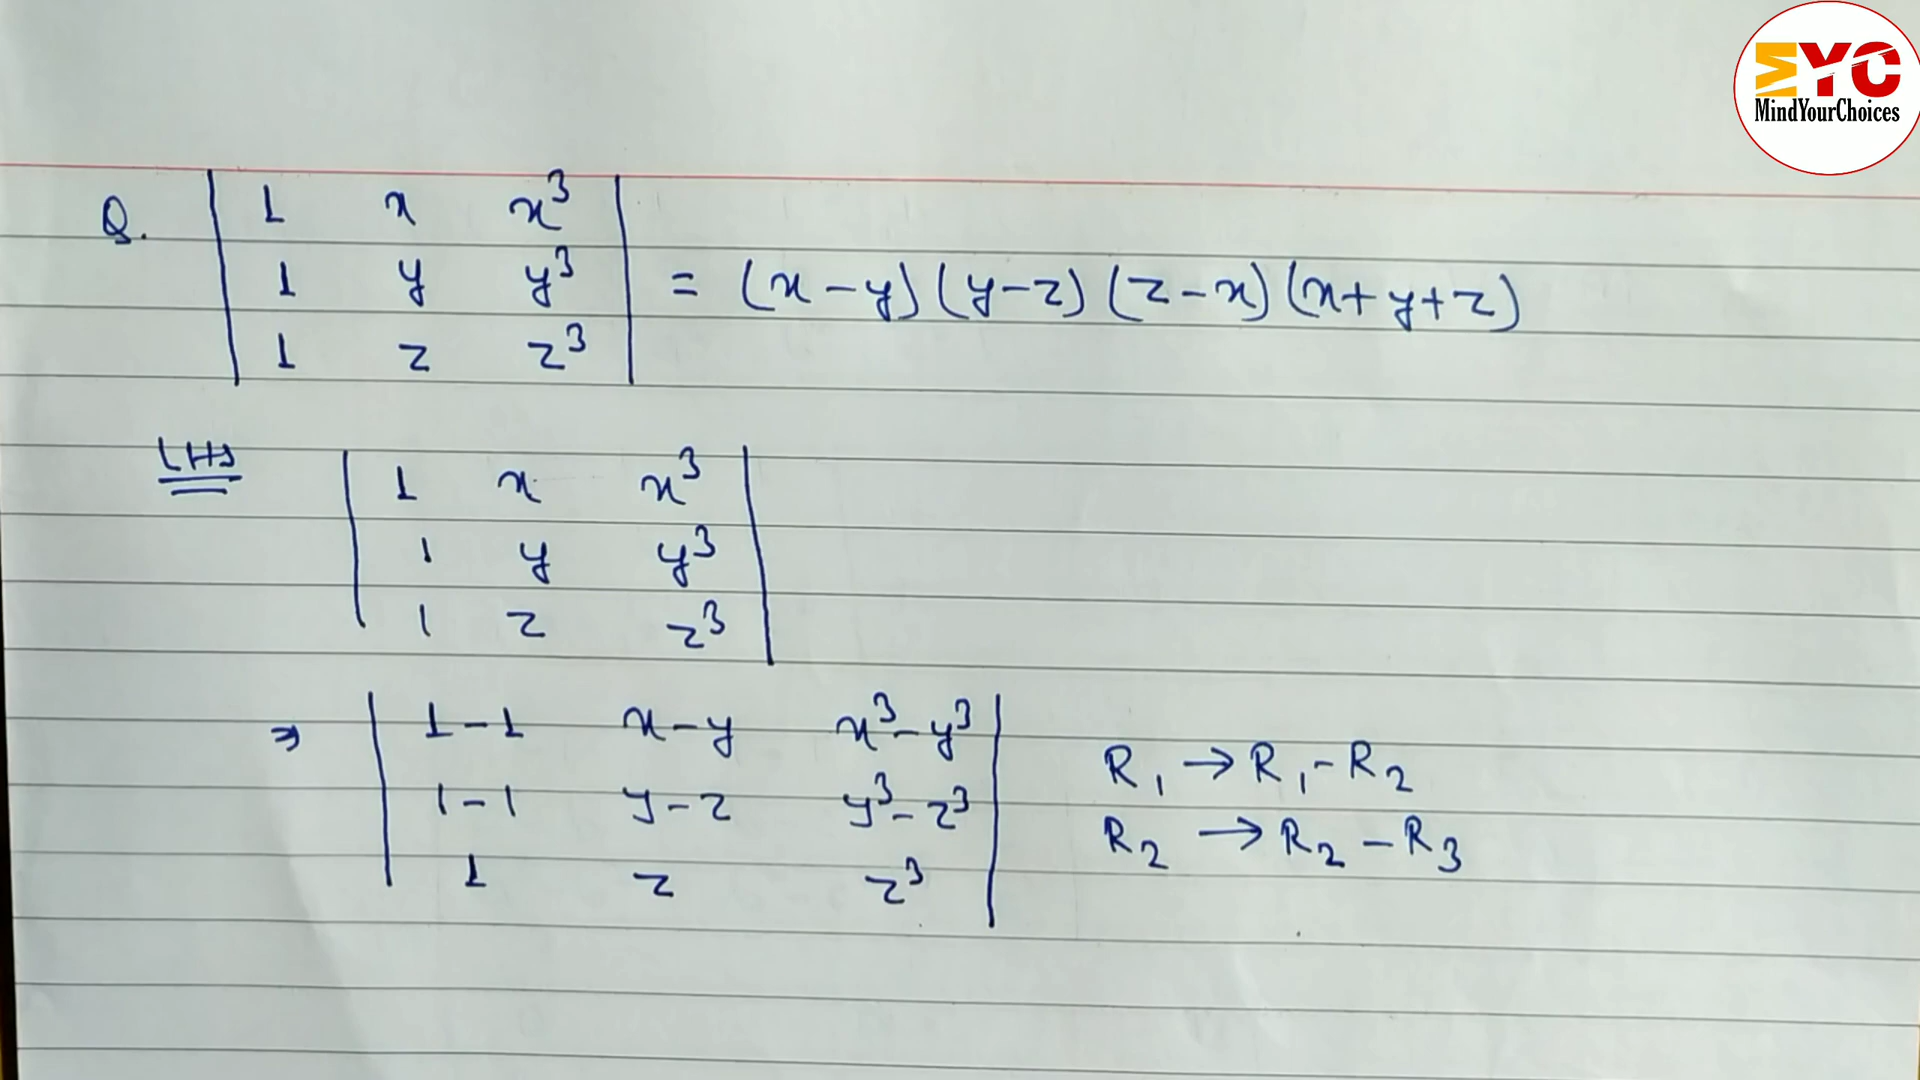 MYC
MindYourChoices
Q. | 1 x x³ |
| 1 y y³ | = (x-y)(y-z)(z-x)(x+y+z)
| 1 z z³ |
LHS | 1 x x³ |
| 1 y y³ |
| 1 z z³ |
⇒ | 1-1 x-y x³-y³ | R₁ → R₁-R₂
| 1-1 y-z y³-z³ | R₂ → R₂-R₃
| 1 z z³ |